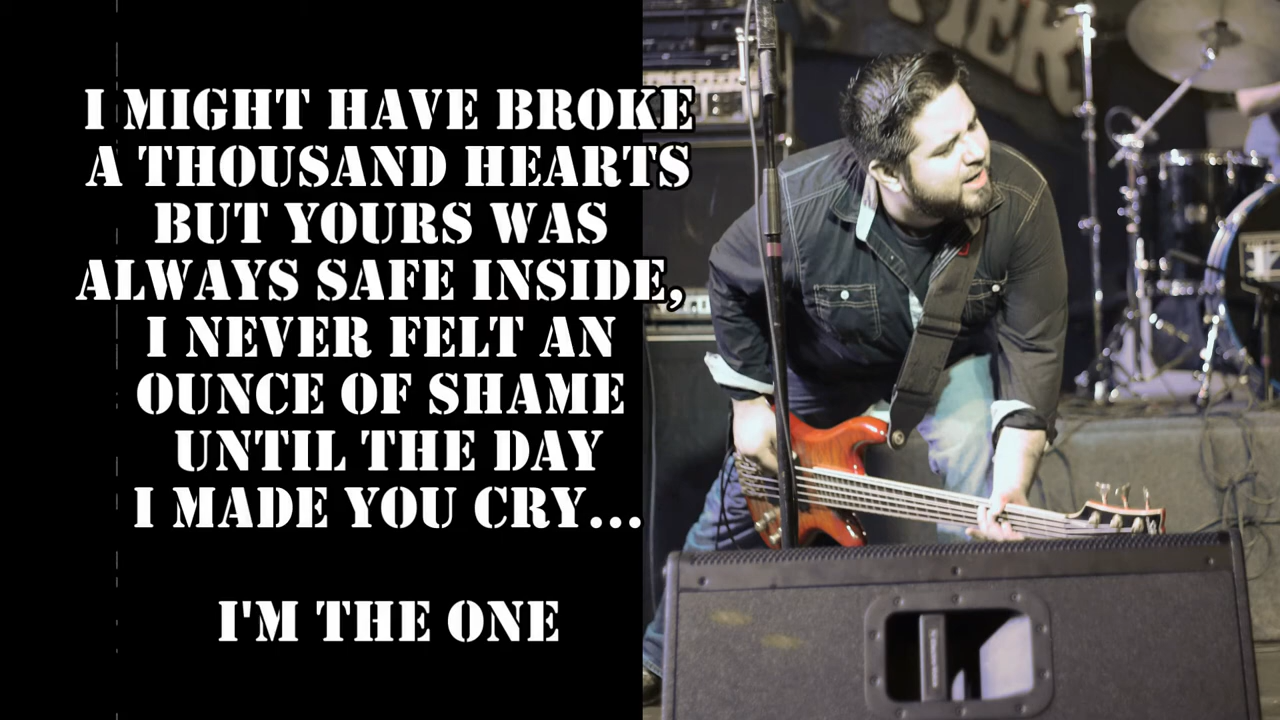 I MIGHT HAVE BROKE
A THOUSAND HEARTS
BUT YOURS WAS
ALWAYS SAFE INSIDE,
I NEVER FELT AN
OUNCE OF SHAME
UNTIL THE DAY
I MADE YOU CRY...
I'M THE ONE